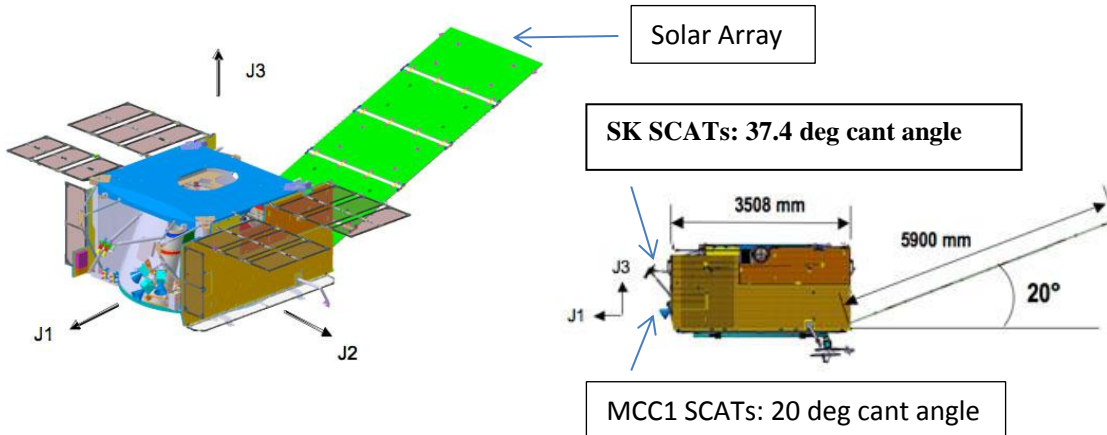 Solar Array
J3
SK SCATs: 37.4 deg cant angle
3508 mm
5900 mm
J3
J1
20°
J1
J2
MCC1 SCATs: 20 deg cant angle